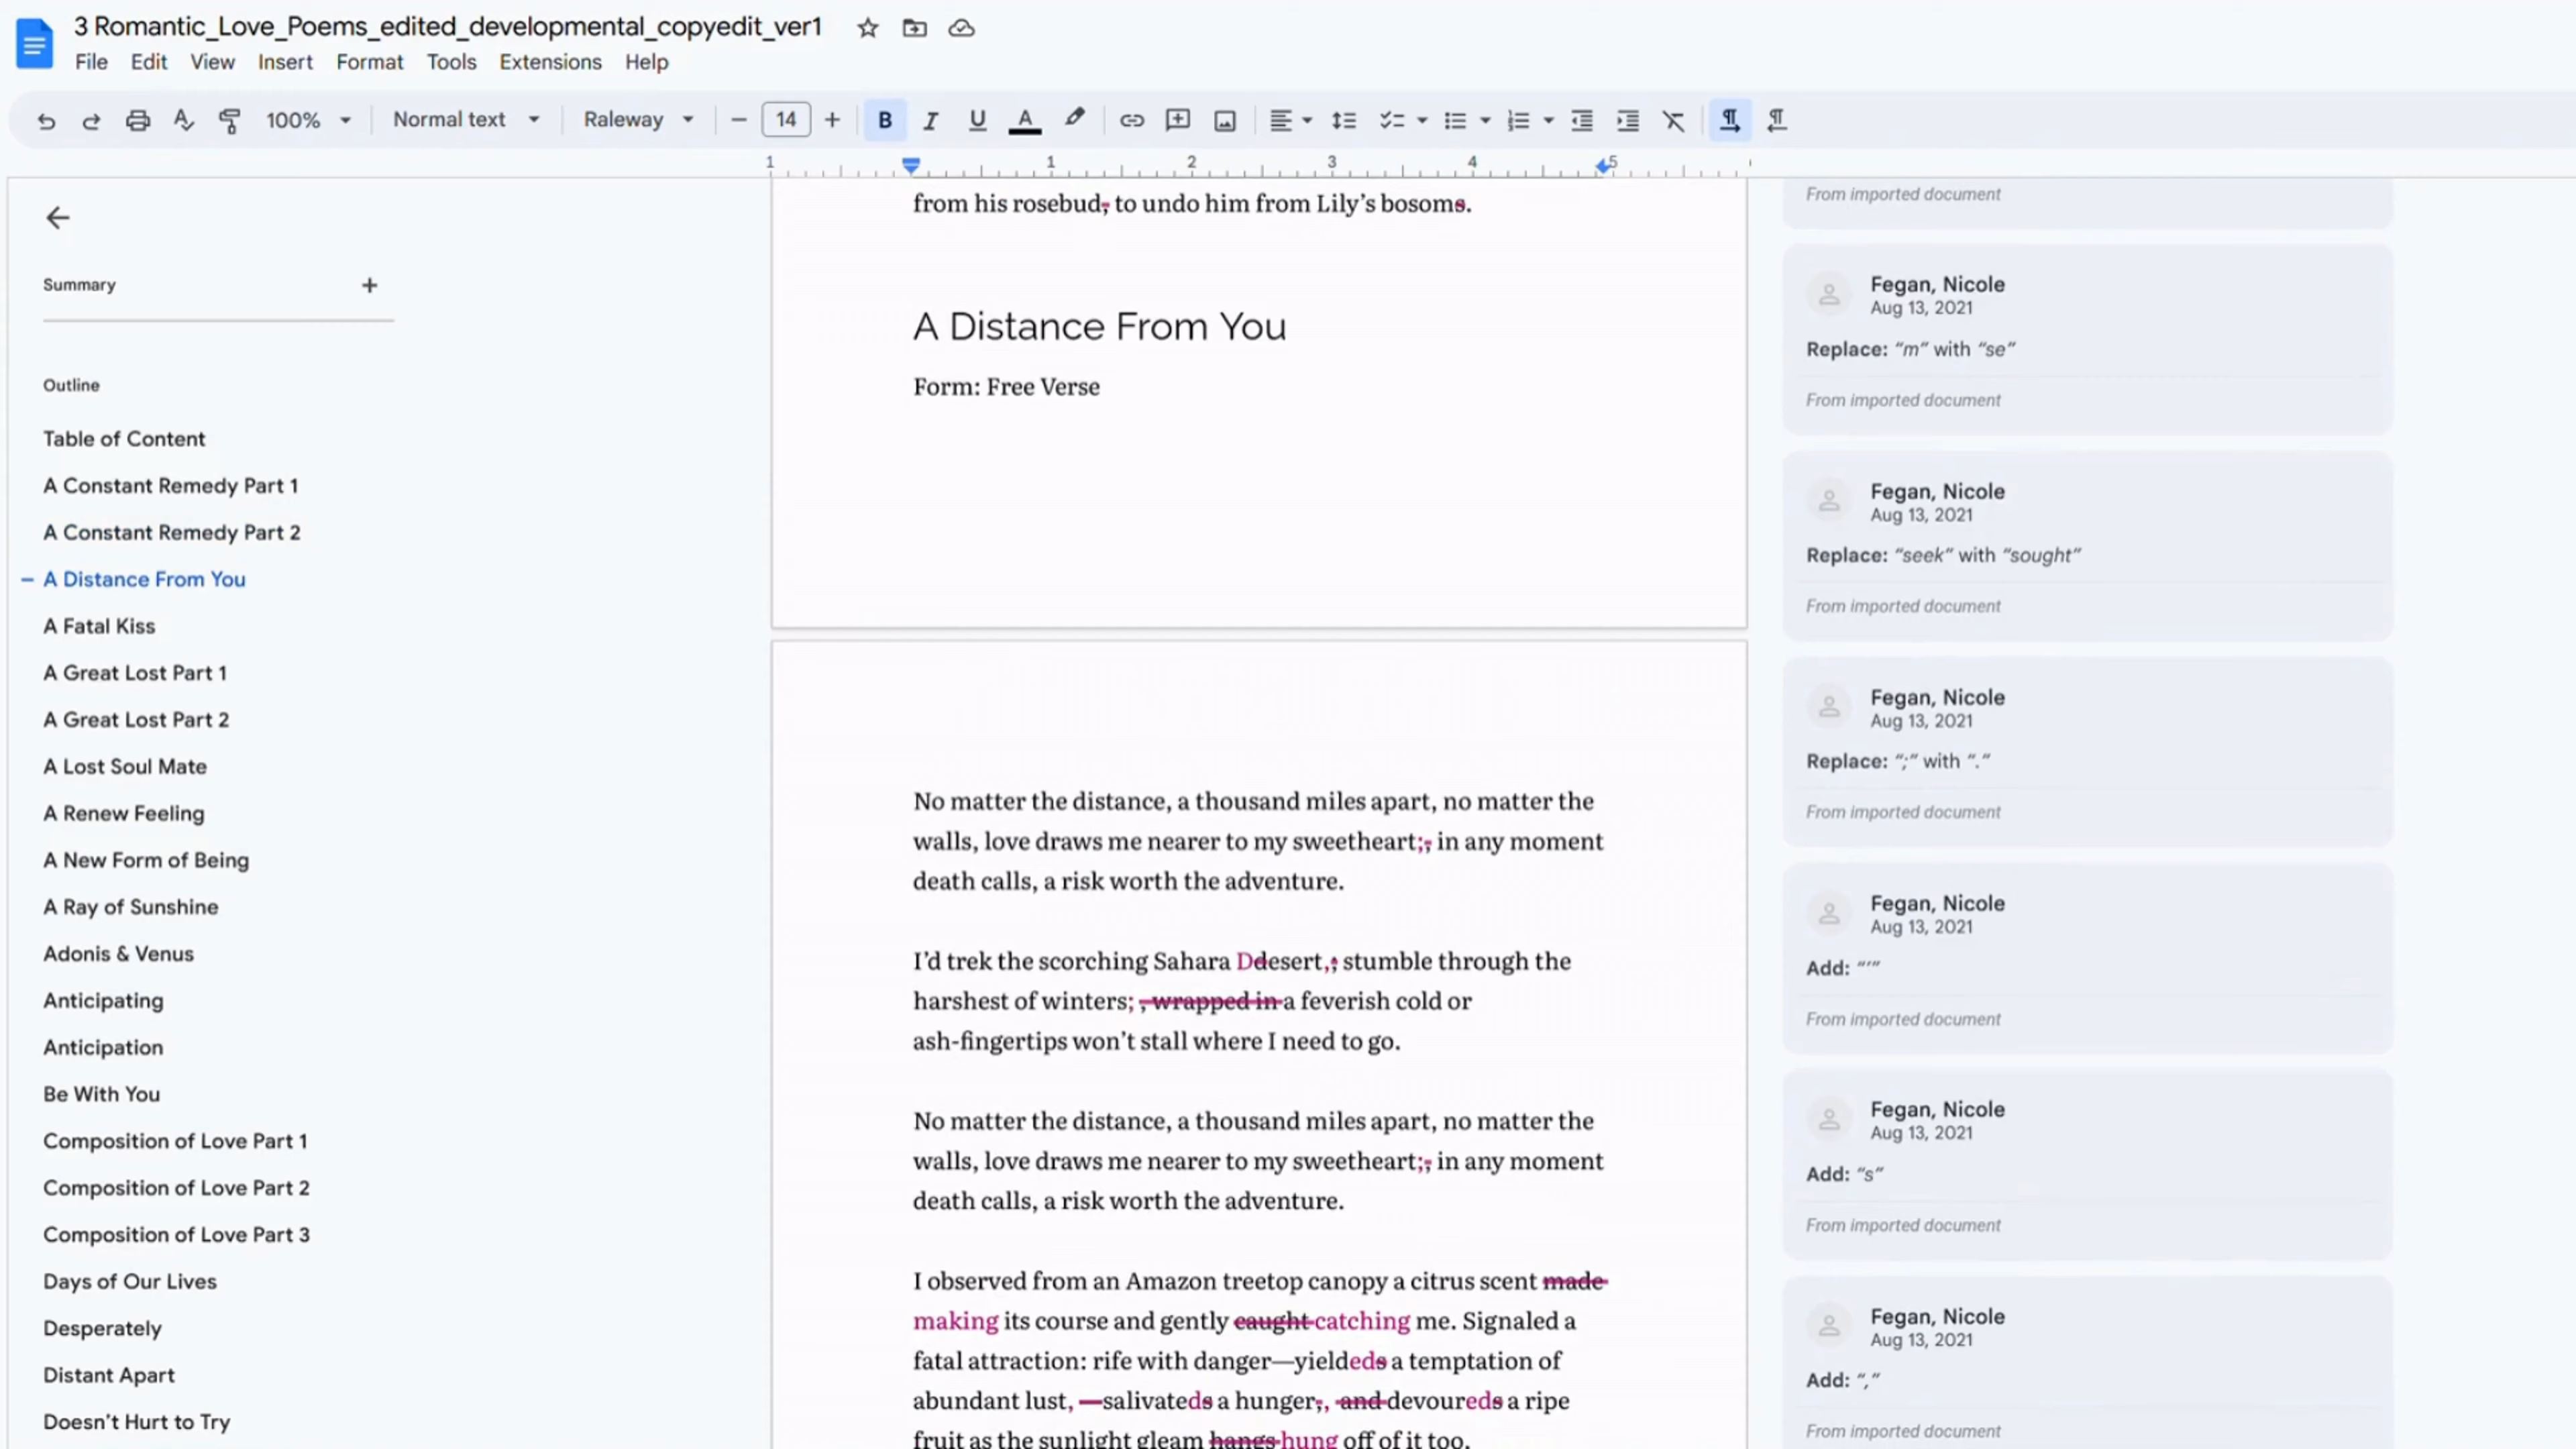 3 Romantic_Love_Poems_edited_developmental_copyedit_ver1
File Edit View Insert Format Tools Extensions Help
100% Normal text Raleway 14 B I U A
1 1 2 3 4 5
Summary
Outline
Table of Content
A Constant Remedy Part 1
A Constant Remedy Part 2
A Distance From You
A Fatal Kiss
A Great Lost Part 1
A Great Lost Part 2
A Lost Soul Mate
A Renew Feeling
A New Form of Being
A Ray of Sunshine
Adonis & Venus
Anticipating
Anticipation
Be With You
Composition of Love Part 1
Composition of Love Part 2
Composition of Love Part 3
Days of Our Lives
Desperately
Distant Apart
Doesn't Hurt to Try
from his rosebud, to undo him from Lily's bosoms.
A Distance From You
Form: Free Verse
No matter the distance, a thousand miles apart, no matter the
walls, love draws me nearer to my sweetheart;, in any moment
death calls, a risk worth the adventure.
I'd trek the scorching Sahara Ddesert,; stumble through the
harshest of winters; , wrapped in a feverish cold or
ash-fingertips won't stall where I need to go.
No matter the distance, a thousand miles apart, no matter the
walls, love draws me nearer to my sweetheart;, in any moment
death calls, a risk worth the adventure.
I observed from an Amazon treetop canopy a citrus scent made
making its course and gently caught catching me. Signaled a
fatal attraction: rife with danger—yieldeds a temptation of
abundant lust, —salivateds a hunger;, and devoureds a ripe
fruit as the sunlight gleam hangs hung off of it too.
From imported document
Fegan, Nicole
Aug 13, 2021
Replace: "m" with "se"
From imported document
Fegan, Nicole
Aug 13, 2021
Replace: "seek" with "sought"
From imported document
Fegan, Nicole
Aug 13, 2021
Replace: ";" with "."
From imported document
Fegan, Nicole
Aug 13, 2021
Add: "'"
From imported document
Fegan, Nicole
Aug 13, 2021
Add: "s"
From imported document
Fegan, Nicole
Aug 13, 2021
Add: ","
From imported document